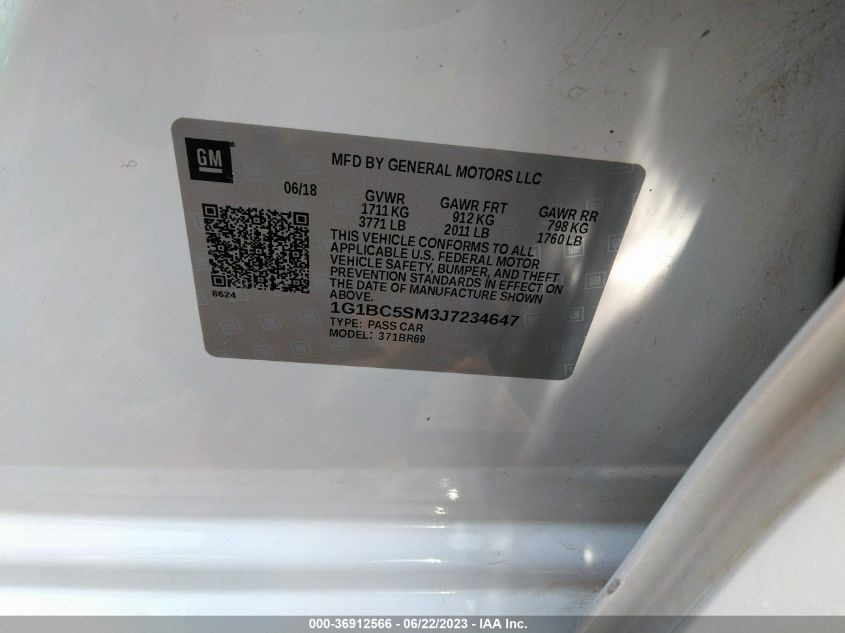 GM
MFD BY GENERAL MOTORS LLC
06/18
GVWR GAWR FRT GAWR RR
1711 KG 912 KG 798 KG
3771 LB 2011 LB 1760 LB
THIS VEHICLE CONFORMS TO ALL
APPLICABLE U.S. FEDERAL MOTOR
VEHICLE SAFETY, BUMPER, AND THEFT
PREVENTION STANDARDS IN EFFECT ON
THE DATE OF MANUFACTURE SHOWN
ABOVE.
8624
1G1BC5SM3J7234647
TYPE: PASS CAR
MODEL: 371BR69
000-36912566 - 06/22/2023 - IAA Inc.